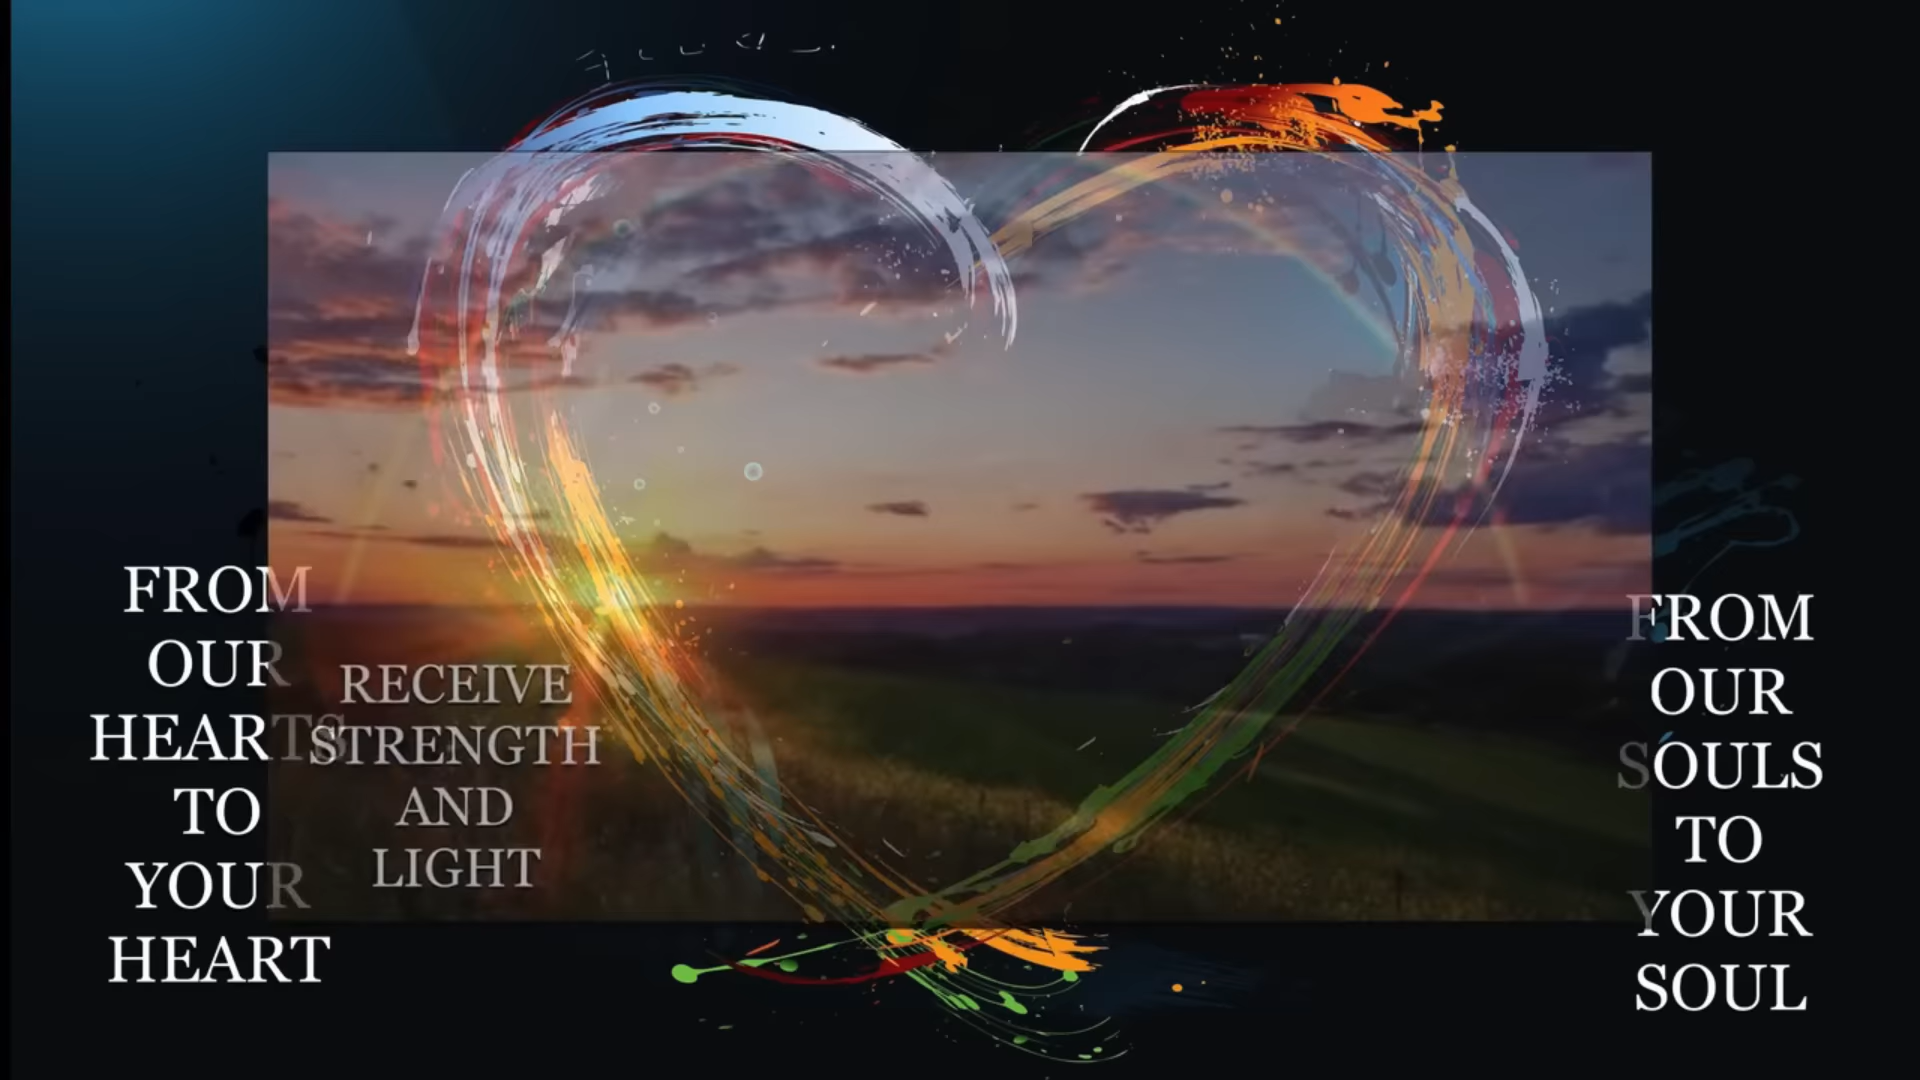 FROM
OUR
HEARTS
TO
YOUR
HEART
RECEIVE
STRENGTH
AND
LIGHT
FROM
OUR
SOULS
TO
YOUR
SOUL